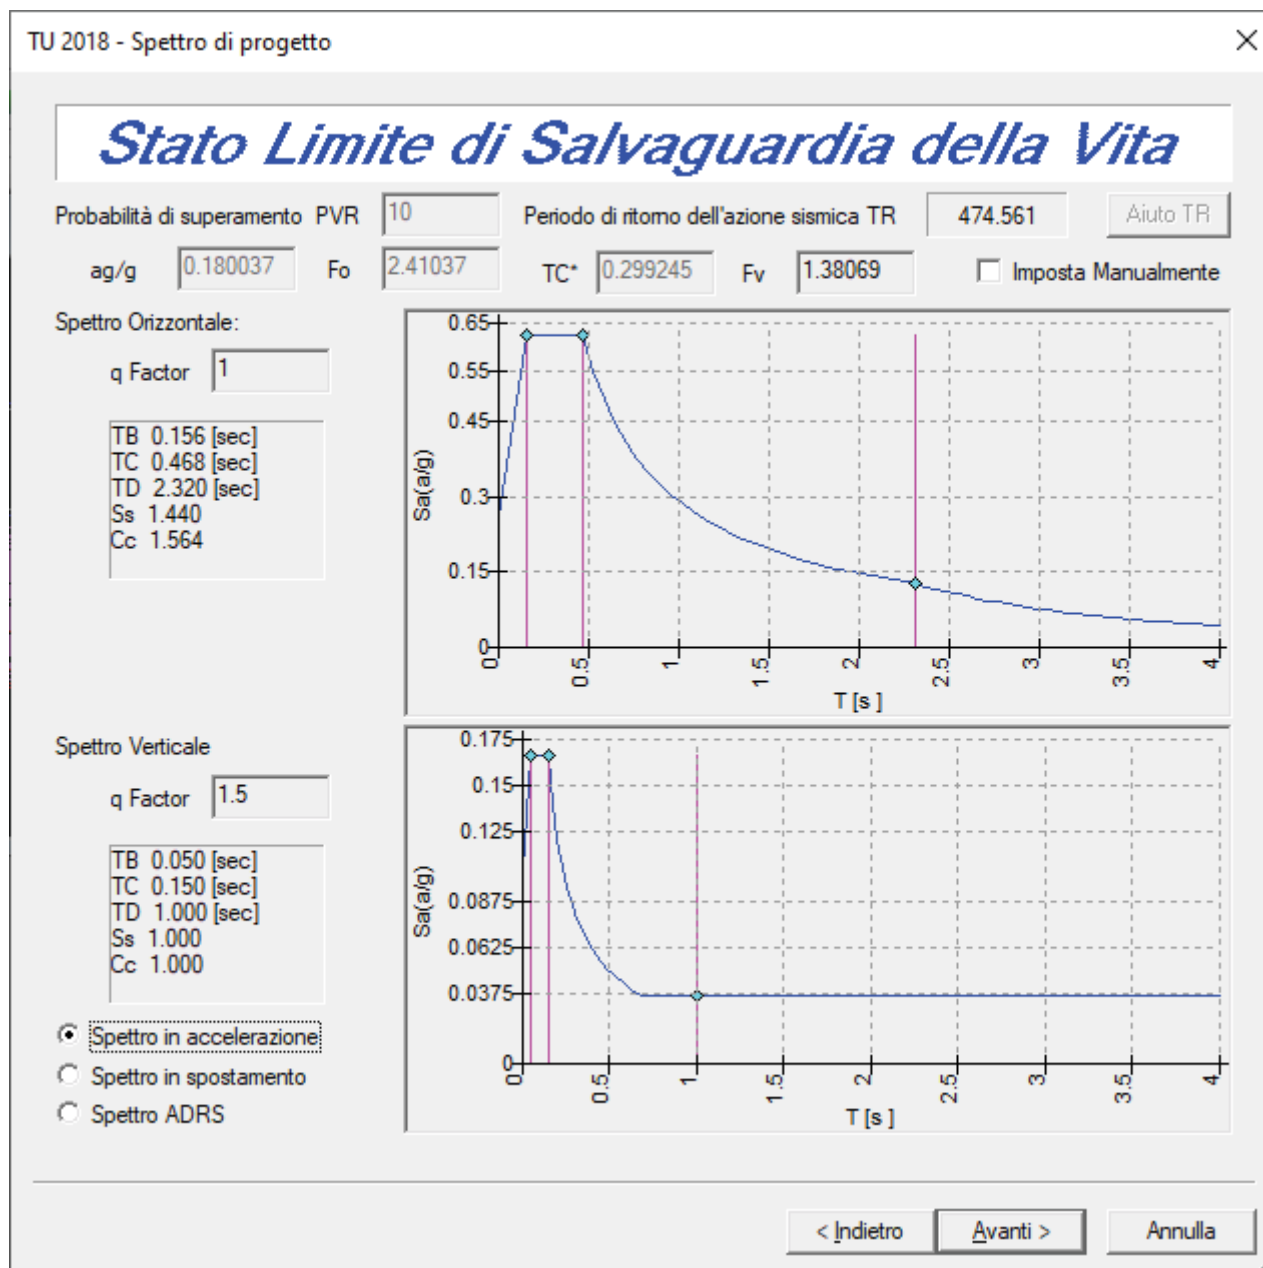 TU 2018 - Spettro di progetto
Stato Limite di Salvaguardia della Vita
Probabilità di superamento PVR 10 Periodo di ritorno dell'azione sismica TR 474.561 Aiuto TR
ag/g 0.180037 Fo 2.41037 TC* 0.299245 Fv 1.38069 Imposta Manualmente
Spettro Orizzontale:
q Factor 1
TB 0.156 [sec]
TC 0.468 [sec]
TD 2.320 [sec]
Ss 1.440
Cc 1.564
Sa(a/g)
0.65
0.55
0.45
0.3
0.15
0
0 0.5 1 1.5 2 2.5 3 3.5 4
T [s ]
Spettro Verticale
q Factor 1.5
TB 0.050 [sec]
TC 0.150 [sec]
TD 1.000 [sec]
Ss 1.000
Cc 1.000
Sa(a/g)
0.175
0.15
0.125
0.0875
0.0625
0.0375
0
0 0.5 1 1.5 2 2.5 3 3.5 4
T [s ]
Spettro in accelerazione
Spettro in spostamento
Spettro ADRS
< Indietro Avanti > Annulla